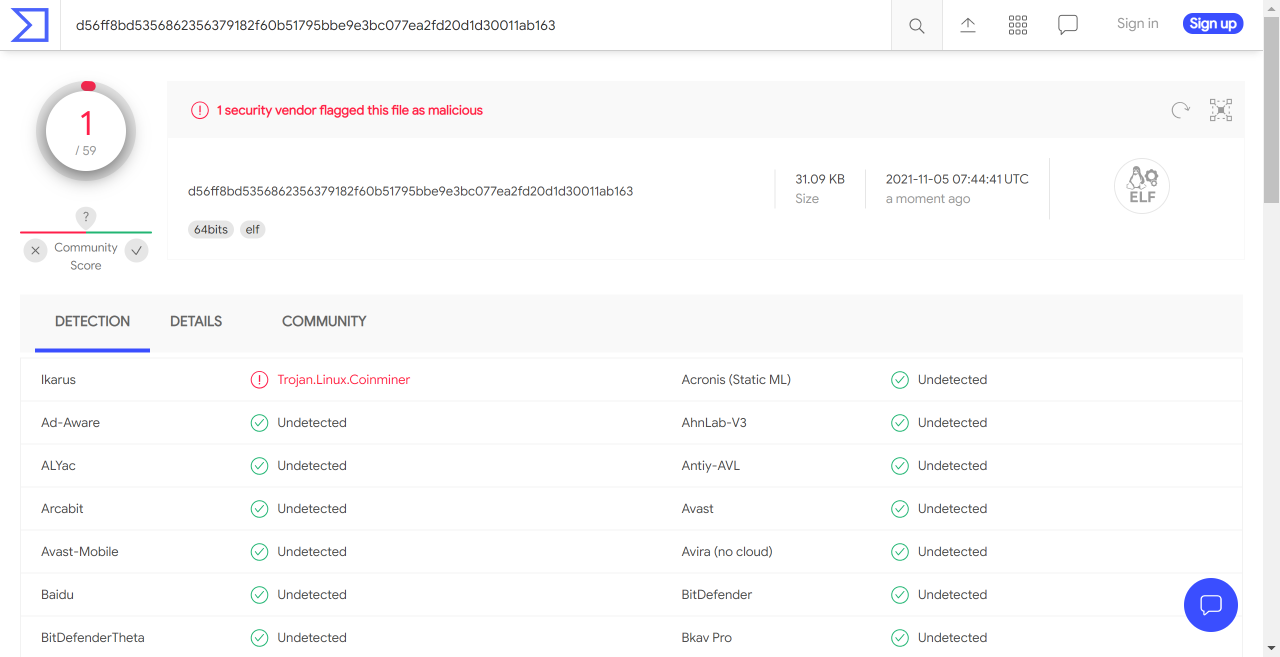 d56ff8bd5356862356379182f60b51795bbe9e3bc077ea2fd20d1d30011ab163
Sign in
Sign up
1
/ 59
?
Community
Score
1 security vendor flagged this file as malicious
d56ff8bd5356862356379182f60b51795bbe9e3bc077ea2fd20d1d30011ab163
64bits
elf
31.09 KB
Size
2021-11-05 07:44:41 UTC
a moment ago
ELF
DETECTION
DETAILS
COMMUNITY
Ikarus
Trojan.Linux.Coinminer
Acronis (Static ML)
Undetected
Ad-Aware
Undetected
AhnLab-V3
Undetected
ALYac
Undetected
Antiy-AVL
Undetected
Arcabit
Undetected
Avast
Undetected
Avast-Mobile
Undetected
Avira (no cloud)
Undetected
Baidu
Undetected
BitDefender
Undetected
BitDefenderTheta
Undetected
Bkav Pro
Undetected